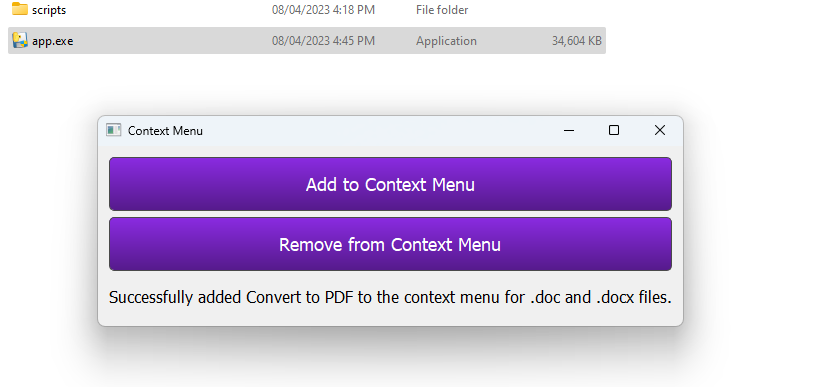 scripts 08/04/2023 4:18 PM File folder
app.exe 08/04/2023 4:45 PM Application 34,604 KB
Context Menu
Add to Context Menu
Remove from Context Menu
Successfully added Convert to PDF to the context menu for .doc and .docx files.